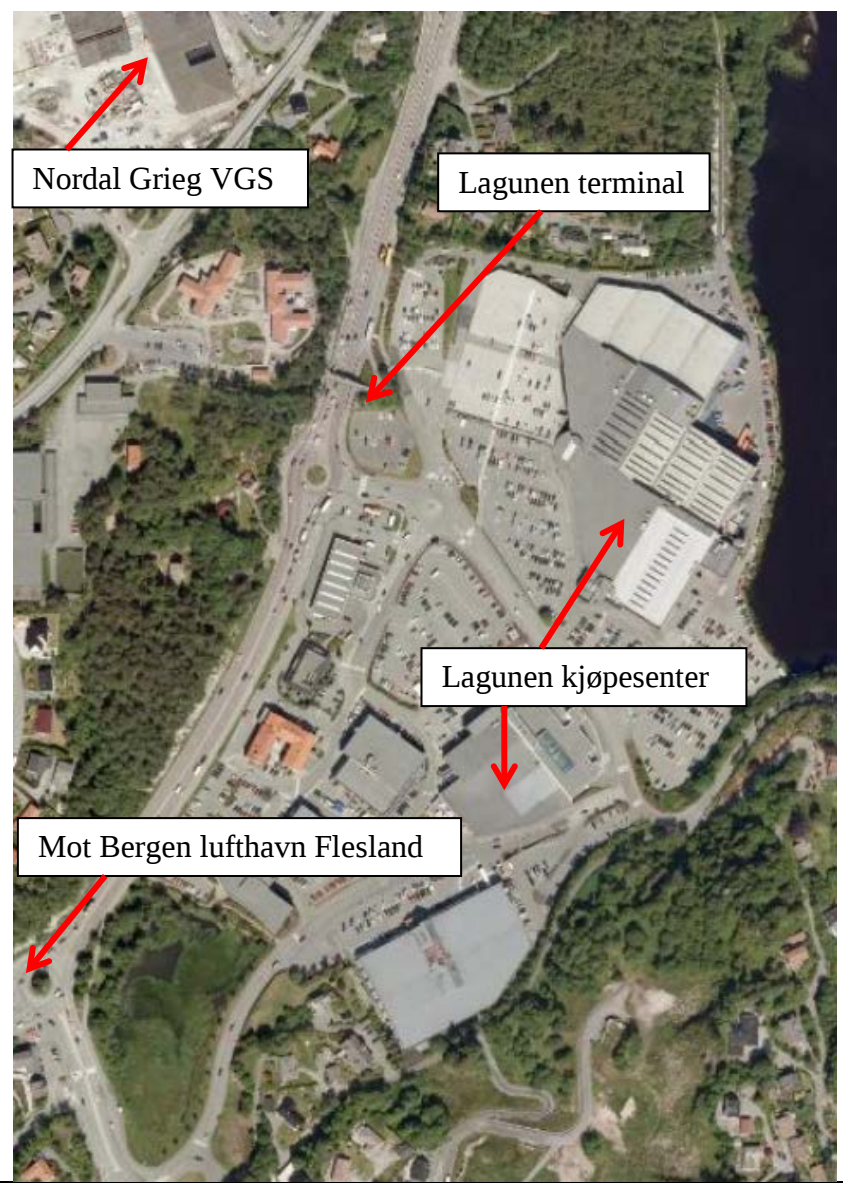 Nordal Grieg VGS
Lagunen terminal
Lagunen kjøpesenter
Mot Bergen lufthavn Flesland